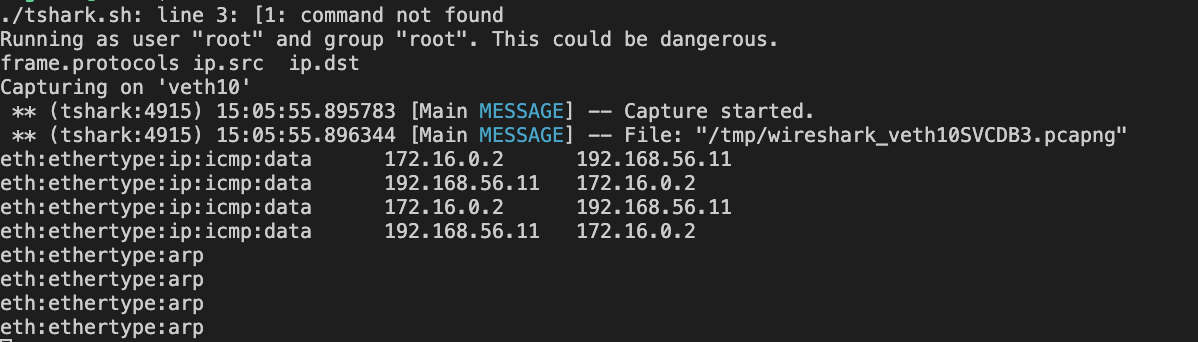 ./tshark.sh: line 3: [1: command not found
Running as user "root" and group "root". This could be dangerous.
frame.protocols ip.src  ip.dst
Capturing on 'veth10'
 ** (tshark:4915) 15:05:55.895783 [Main MESSAGE] -- Capture started.
 ** (tshark:4915) 15:05:55.896344 [Main MESSAGE] -- File: "/tmp/wireshark_veth10SVCDB3.pcapng"
eth:ethertype:ip:icmp:data      172.16.0.2      192.168.56.11
eth:ethertype:ip:icmp:data      192.168.56.11   172.16.0.2
eth:ethertype:ip:icmp:data      172.16.0.2      192.168.56.11
eth:ethertype:ip:icmp:data      192.168.56.11   172.16.0.2
eth:ethertype:arp
eth:ethertype:arp
eth:ethertype:arp
eth:ethertype:arp